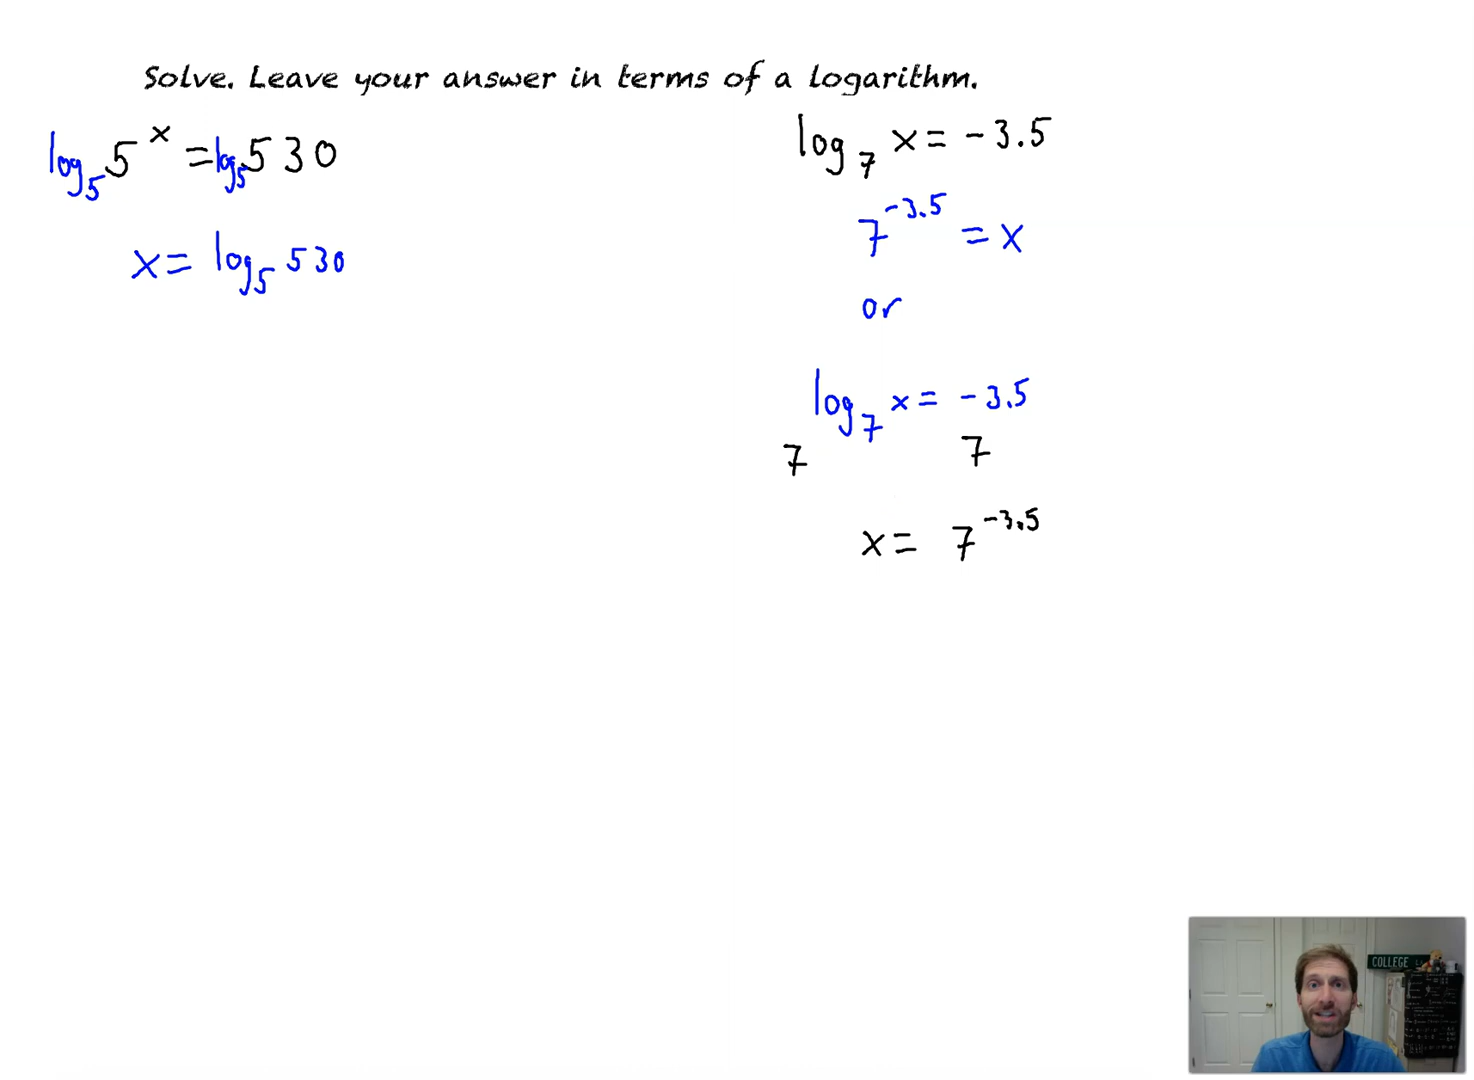 Solve. Leave your answer in terms of a logarithm.
log₅ 5ˣ = log₅ 530
x = log₅ 530
log₇ x = -3.5
7^-3.5 = x
or
log₇ x = -3.5
7 7
x = 7^-3.5
COLLEGE